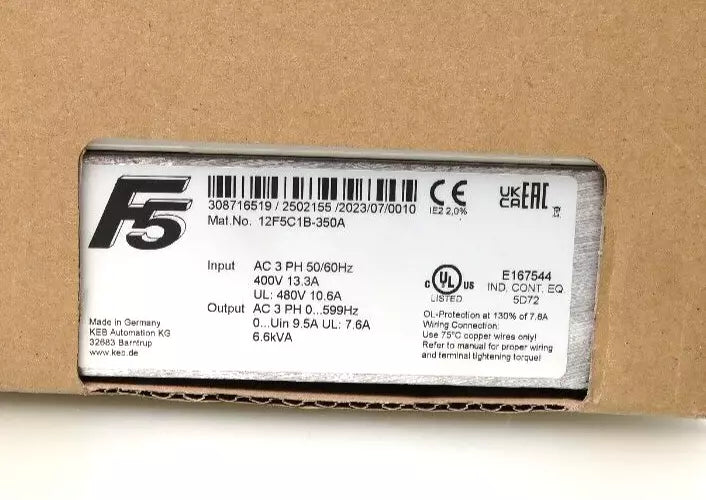 F5
308716519 / 2502155 /2023/07/0010
Mat.No. 12F5C1B-350A
CE
IE2 2,0%
UK
CA
EAC
Input AC 3 PH 50/60Hz
400V 13.3A
UL: 480V 10.6A
Output AC 3 PH 0...599Hz
0...Uin 9.5A UL: 7.6A
6.6kVA
Made in Germany
KEB Automation KG
32683 Barntrup
www.keb.de
c UL US
LISTED
E167544
IND. CONT. EQ.
5D72
OL-Protection at 130% of 7.6A
Wiring Connection:
Use 75°C copper wires only!
Refer to manual for proper wiring
and terminal tightening torque!